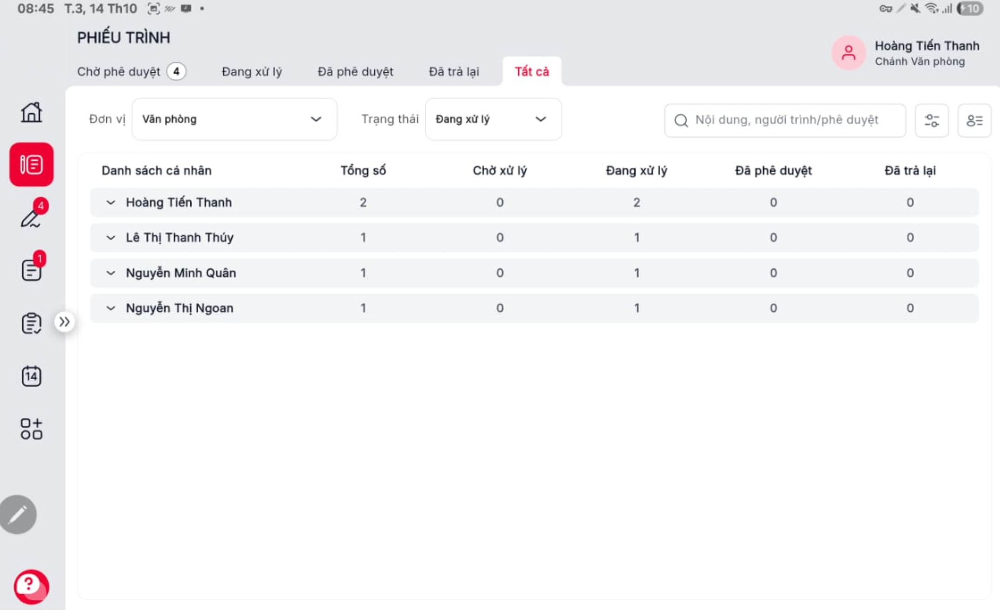 08:45 T.3, 14 Th10
10
PHIẾU TRÌNH
Hoàng Tiến Thanh
Chánh Văn phòng
Chờ phê duyệt 4 Đang xử lý Đã phê duyệt Đã trả lại Tất cả
Đơn vị Văn phòng Trạng thái Đang xử lý Nội dung, người trình/phê duyệt
Danh sách cá nhân Tổng số Chờ xử lý Đang xử lý Đã phê duyệt Đã trả lại
Hoàng Tiến Thanh 2 0 2 0 0
Lê Thị Thanh Thúy 1 0 1 0 0
Nguyễn Minh Quân 1 0 1 0 0
Nguyễn Thị Ngoan 1 0 1 0 0
4
1
14
?